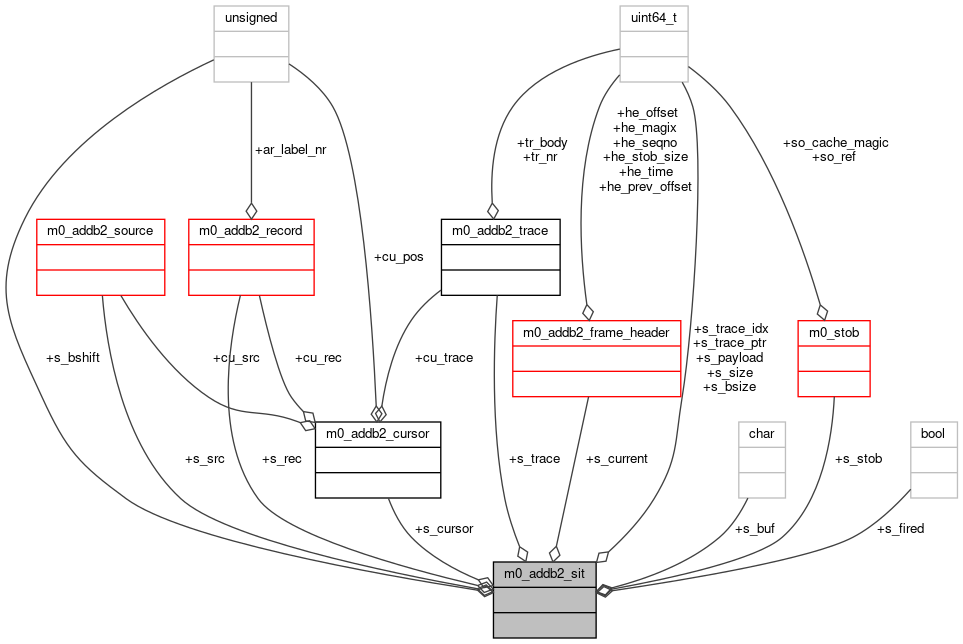 unsigned
uint64_t
+ar_label_nr
+tr_body
+tr_nr
+he_offset
+he_magix
+he_seqno
+he_stob_size
+he_time
+he_prev_offset
+so_cache_magic
+so_ref
m0_addb2_source
m0_addb2_record
m0_addb2_trace
+cu_pos
m0_addb2_frame_header
m0_stob
+s_bshift
+cu_src
+cu_rec
+cu_trace
+s_trace_idx
+s_trace_ptr
+s_payload
+s_size
+s_bsize
m0_addb2_cursor
char
bool
+s_src
+s_rec
+s_trace
+s_current
+s_stob
+s_cursor
+s_buf
+s_fired
m0_addb2_sit